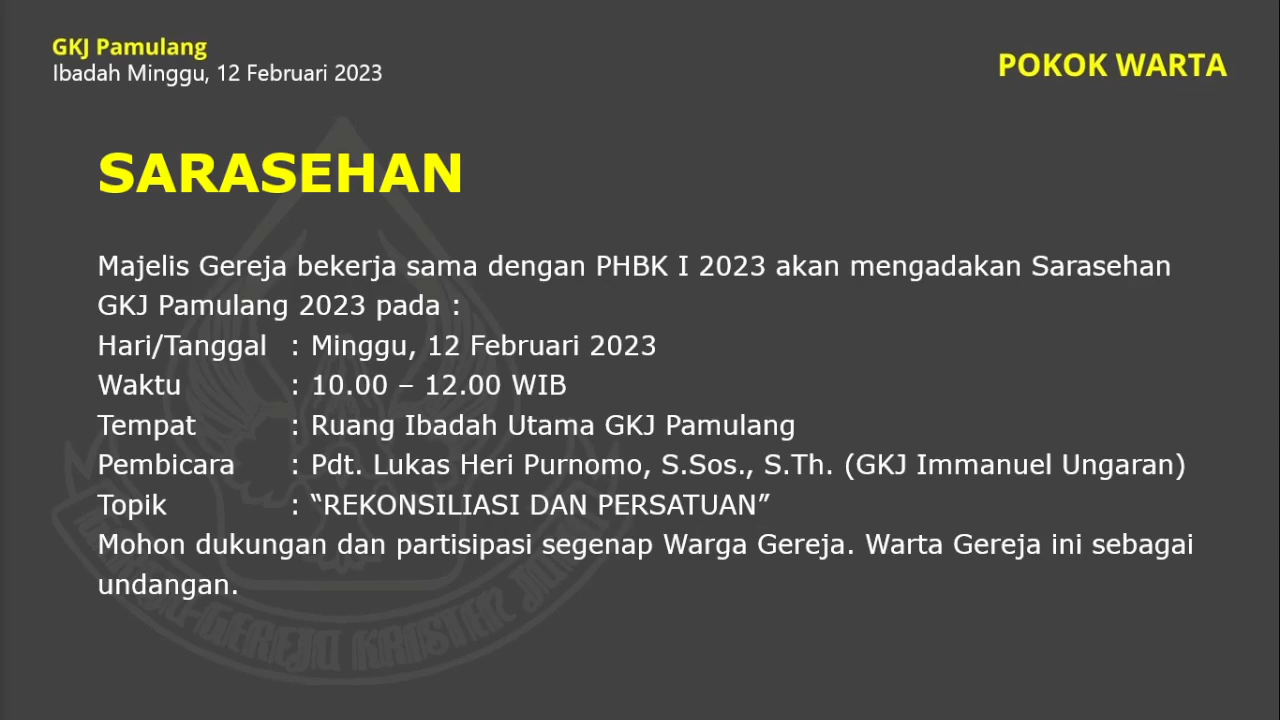 GKJ Pamulang
Ibadah Minggu, 12 Februari 2023
POKOK WARTA
SARASEHAN
Majelis Gereja bekerja sama dengan PHBK I 2023 akan mengadakan Sarasehan
GKJ Pamulang 2023 pada :
Hari/Tanggal : Minggu, 12 Februari 2023
Waktu : 10.00 – 12.00 WIB
Tempat : Ruang Ibadah Utama GKJ Pamulang
Pembicara : Pdt. Lukas Heri Purnomo, S.Sos., S.Th. (GKJ Immanuel Ungaran)
Topik : “REKONSILIASI DAN PERSATUAN”
Mohon dukungan dan partisipasi segenap Warga Gereja. Warta Gereja ini sebagai
undangan.